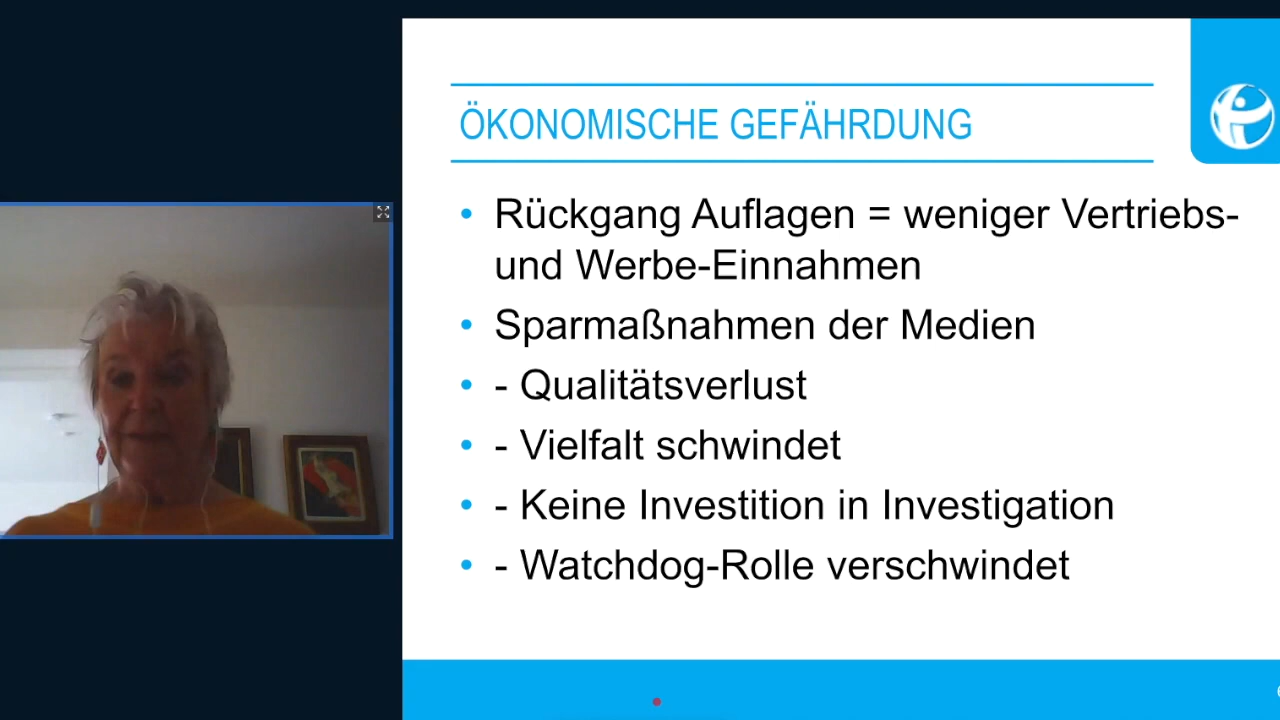 ÖKONOMISCHE GEFÄHRDUNG
• Rückgang Auflagen = weniger Vertriebs-
und Werbe-Einnahmen
• Sparmaßnahmen der Medien
• - Qualitätsverlust
• - Vielfalt schwindet
• - Keine Investition in Investigation
• - Watchdog-Rolle verschwindet